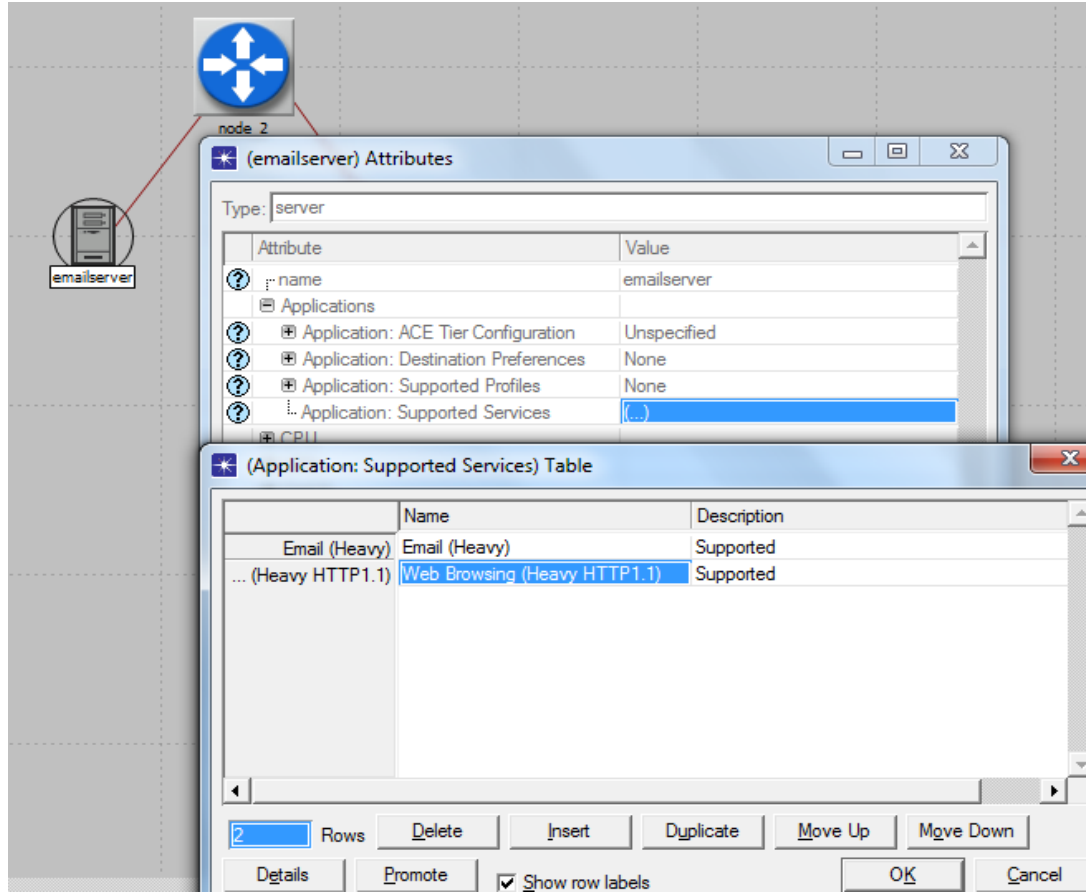 node_2
(emailserver) Attributes
Type: server
Attribute Value
name emailserver
Applications
Application: ACE Tier Configuration Unspecified
Application: Destination Preferences None
Application: Supported Profiles None
Application: Supported Services (...)
CPU
emailserver
(Application: Supported Services) Table
Name Description
Email (Heavy) Email (Heavy) Supported
... (Heavy HTTP1.1) Web Browsing (Heavy HTTP1.1) Supported
2 Rows Delete Insert Duplicate Move Up Move Down
Details Promote Show row labels OK Cancel